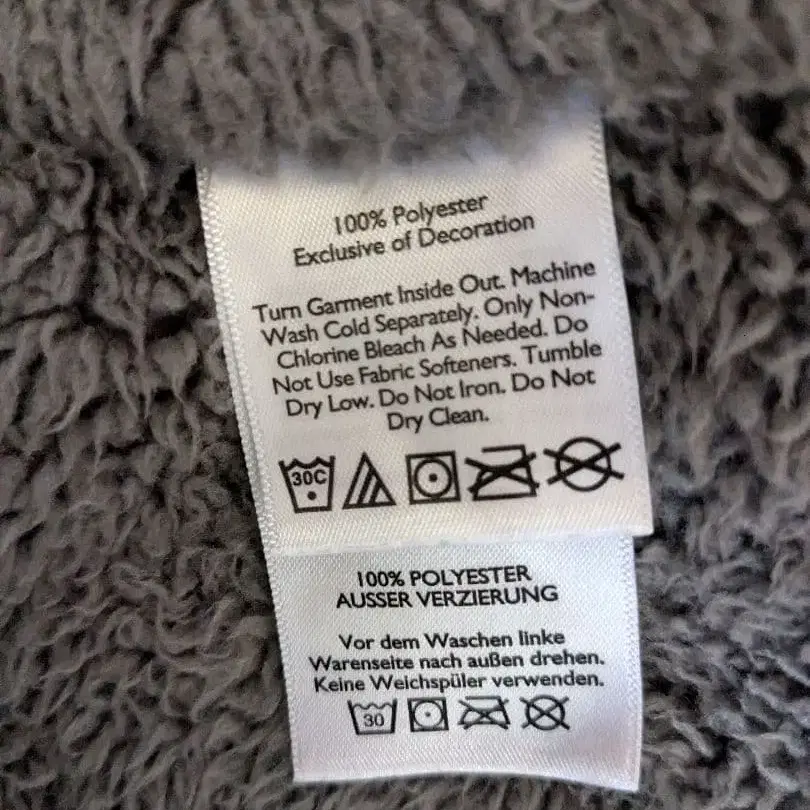 100% Polyester
Exclusive of Decoration
Turn Garment Inside Out. Machine
Wash Cold Separately. Only Non-
Chlorine Bleach As Needed. Do
Not Use Fabric Softeners. Tumble
Dry Low. Do Not Iron. Do Not
Dry Clean.
30C
100% POLYESTER
AUSSER VERZIERUNG
Vor dem Waschen linke
Warenseite nach außen drehen.
Keine Weichspüler verwenden.
30